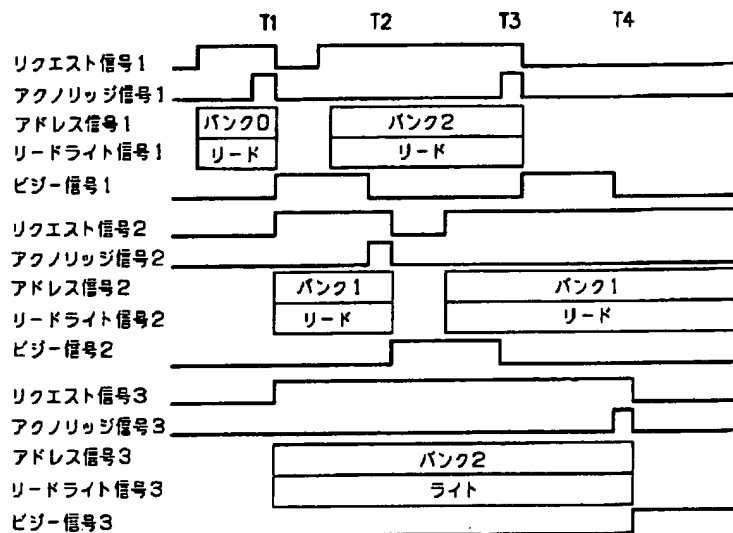 T1 T2 T3 T4
リクエスト信号1
アクノリッジ信号1
アドレス信号1 バンク0 バンク2
リードライト信号1 リード リード
ビジー信号1
リクエスト信号2
アクノリッジ信号2
アドレス信号2 バンク1 バンク1
リードライト信号2 リード リード
ビジー信号2
リクエスト信号3
アクノリッジ信号3
アドレス信号3 バンク2
リードライト信号3 ライト
ビジー信号3